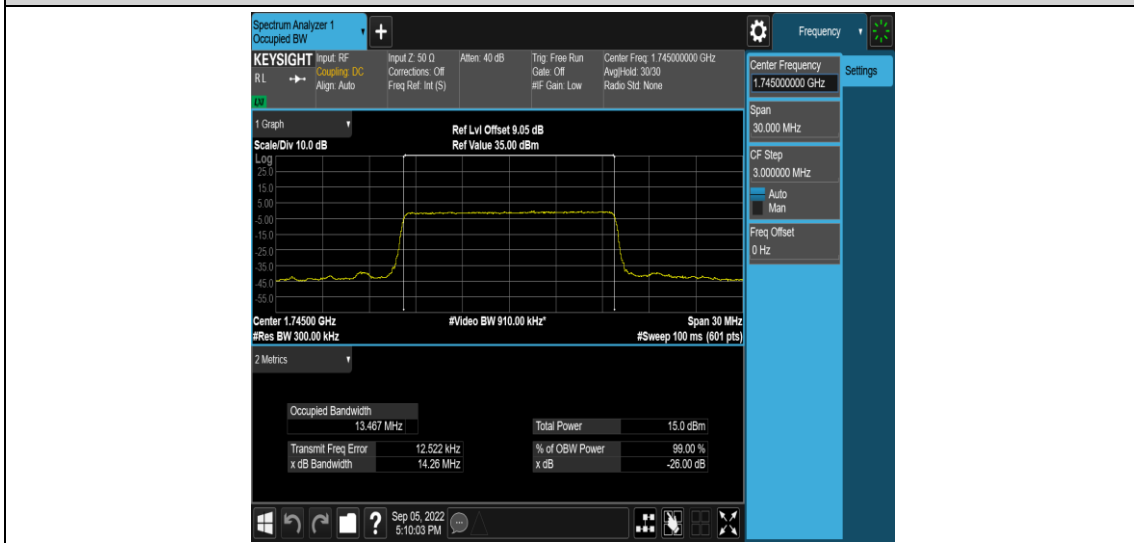 Spectrum Analyzer 1
Occupied BW
Frequency
KEYSIGHT
RL
Input: RF
Coupling: DC
Align: Auto
Input Z: 50 Ω
Corrections: Off
Freq Ref: Int (S)
Atten: 40 dB
Trig: Free Run
Gate: Off
#IF Gain: Low
Center Freq: 1.745000000 GHz
Avg|Hold: 30/30
Radio Std: None
Center Frequency
1.745000000 GHz
Settings
Span
30.000 MHz
CF Step
3.000000 MHz
Auto
Man
Freq Offset
0 Hz
1 Graph
Ref Lvl Offset 9.05 dB
Scale/Div 10.0 dB
Ref Value 35.00 dBm
Log
25.0
15.0
5.00
-5.00
-15.0
-25.0
-35.0
-45.0
-55.0
Center 1.74500 GHz
#Video BW 910.00 kHz*
Span 30 MHz
#Res BW 300.00 kHz
#Sweep 100 ms (601 pts)
2 Metrics
Occupied Bandwidth
13.467 MHz
Total Power 15.0 dBm
Transmit Freq Error 12.522 kHz
% of OBW Power 99.00 %
x dB Bandwidth 14.26 MHz
x dB -26.00 dB
?
Sep 05, 2022
5:10:03 PM